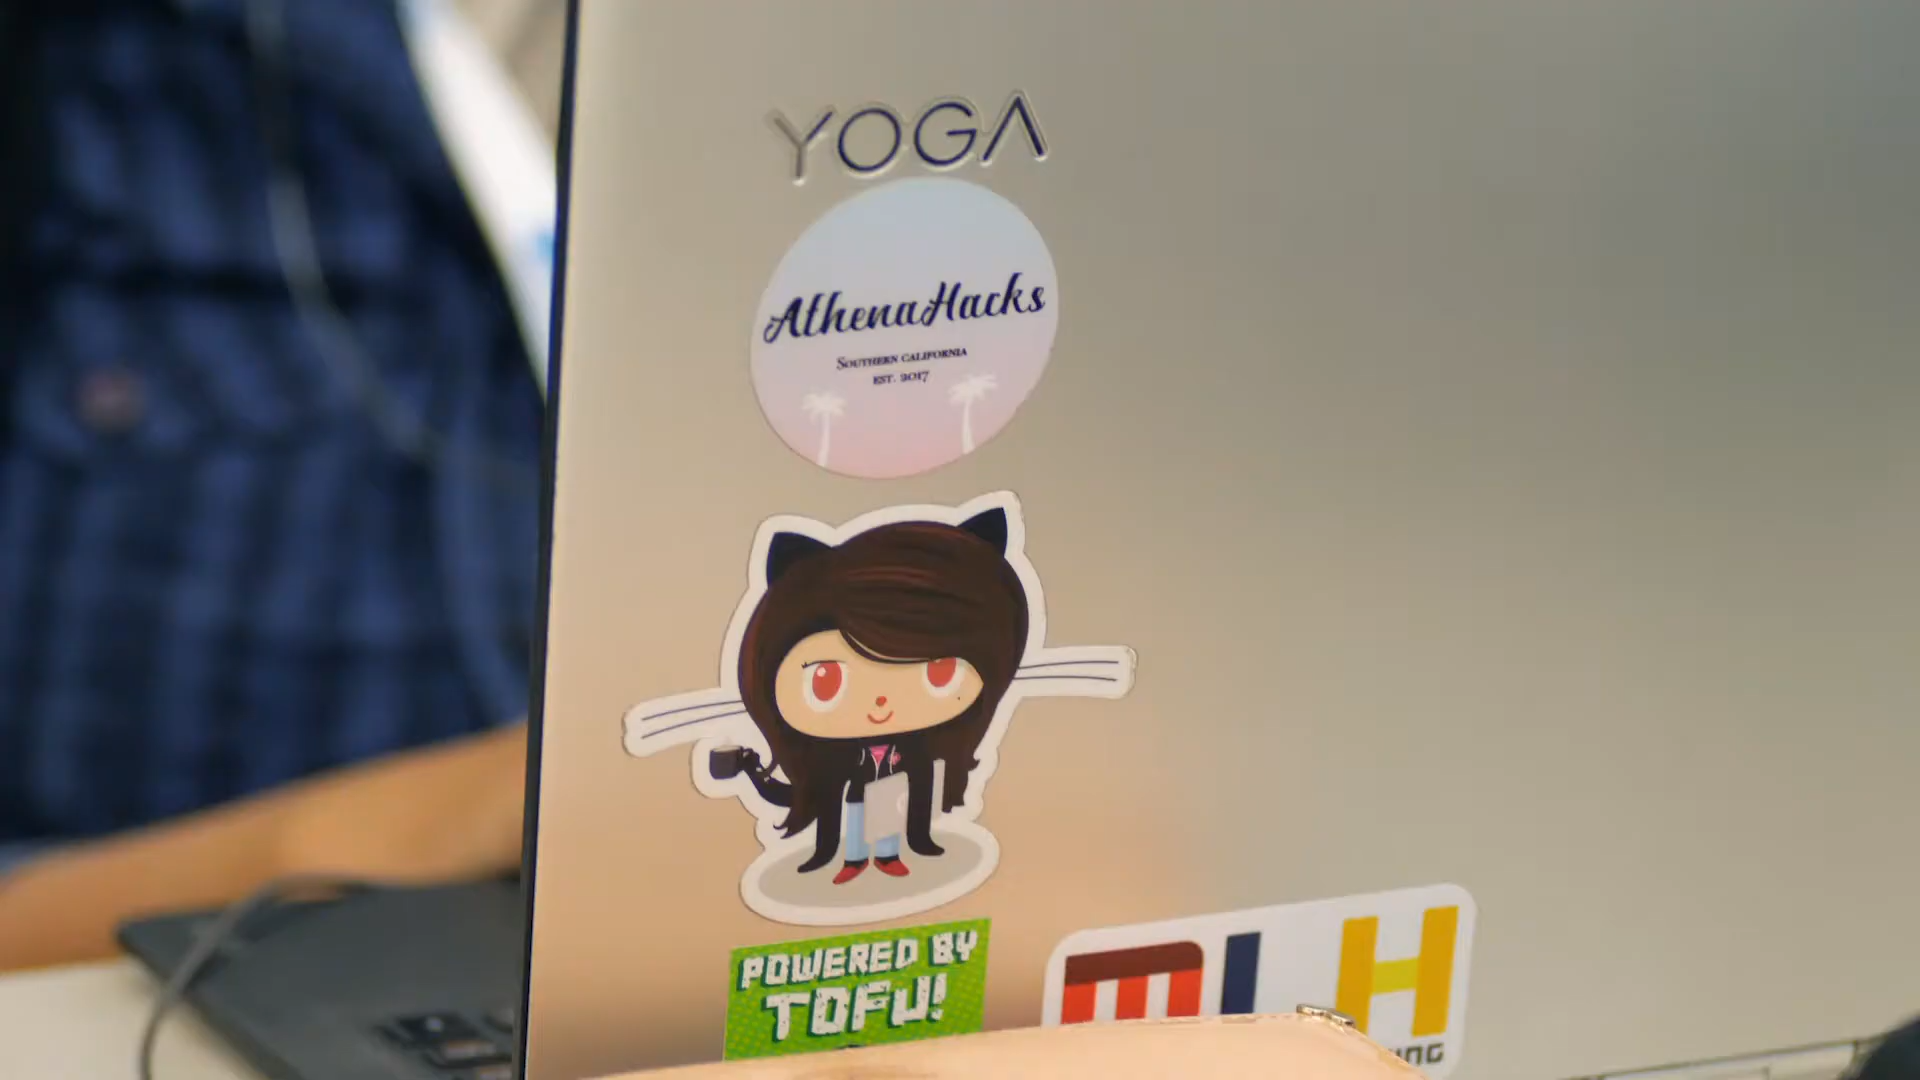 YOGA
AthenaHacks
SOUTHERN CALIFORNIA
EST. 2017
POWERED BY
TOFU!
MLH